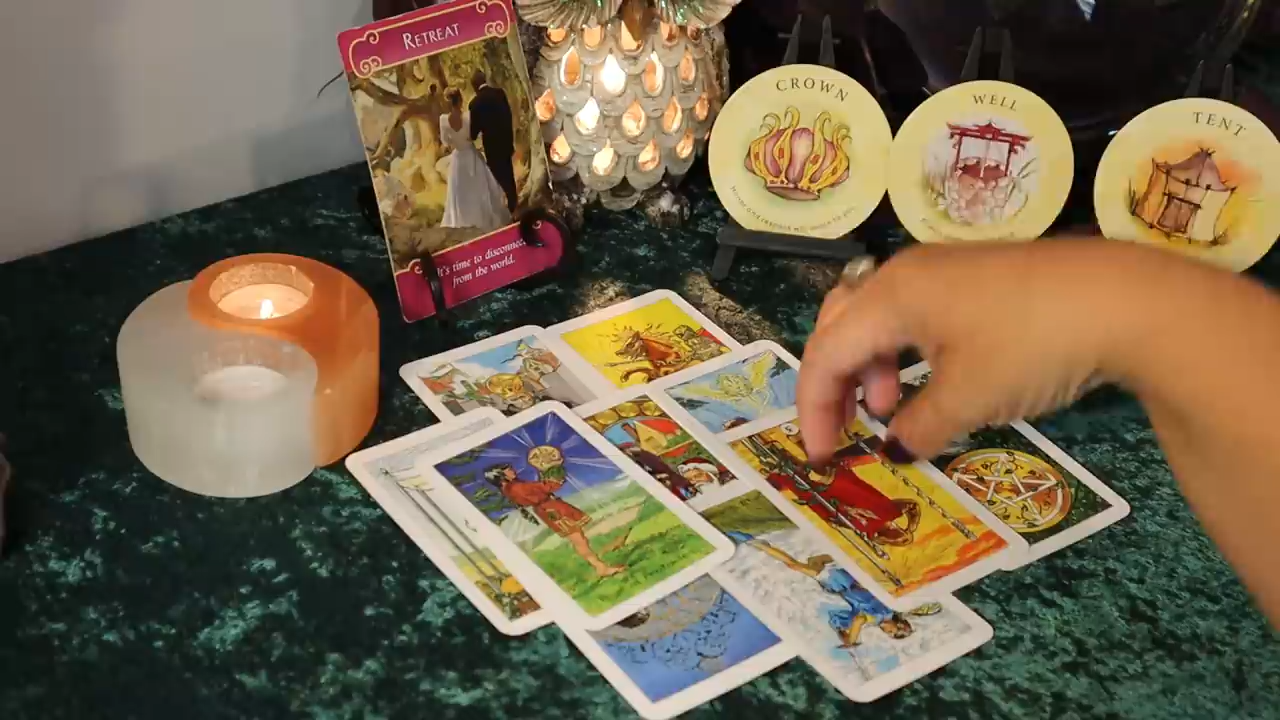 RETREAT
It's time to disconnect
from the world.
CROWN
WELL
TENT